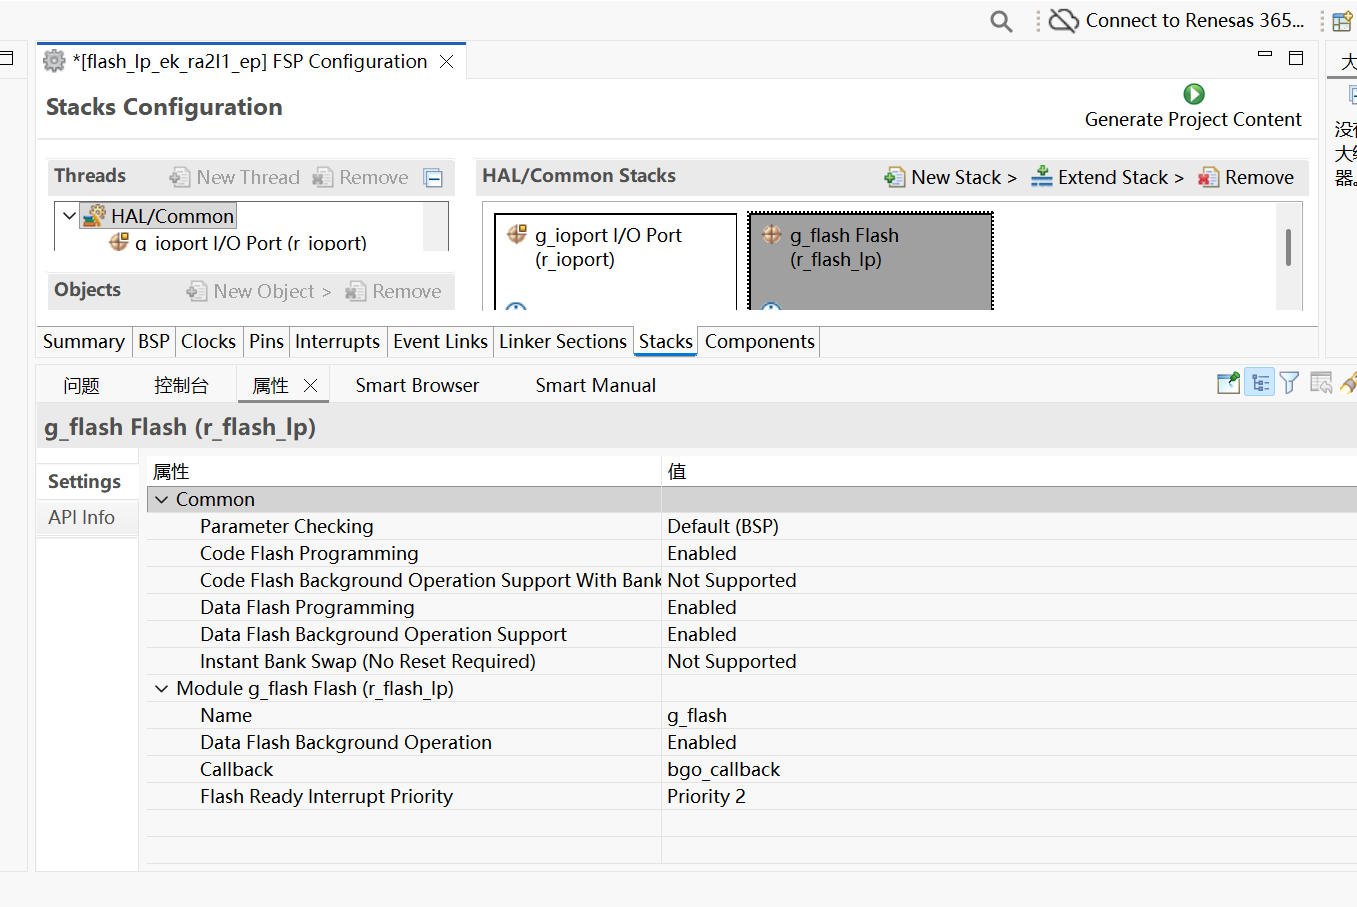 Connect to Renesas 365...
*[flash_lp_ek_ra2l1_ep] FSP Configuration
Stacks Configuration
Generate Project Content
Threads
New Thread
Remove
HAL/Common
g_ioport I/O Port (r_ioport)
Objects
New Object >
Remove
HAL/Common Stacks
New Stack >
Extend Stack >
Remove
g_ioport I/O Port
(r_ioport)
g_flash Flash
(r_flash_lp)
Summary BSP Clocks Pins Interrupts Event Links Linker Sections Stacks Components
问题 控制台 属性 Smart Browser Smart Manual
g_flash Flash (r_flash_lp)
Settings
API Info
属性 值
Common
Parameter Checking Default (BSP)
Code Flash Programming Enabled
Code Flash Background Operation Support With Bank Not Supported
Data Flash Programming Enabled
Data Flash Background Operation Support Enabled
Instant Bank Swap (No Reset Required) Not Supported
Module g_flash Flash (r_flash_lp)
Name g_flash
Data Flash Background Operation Enabled
Callback bgo_callback
Flash Ready Interrupt Priority Priority 2
大
没有
大纲
器。